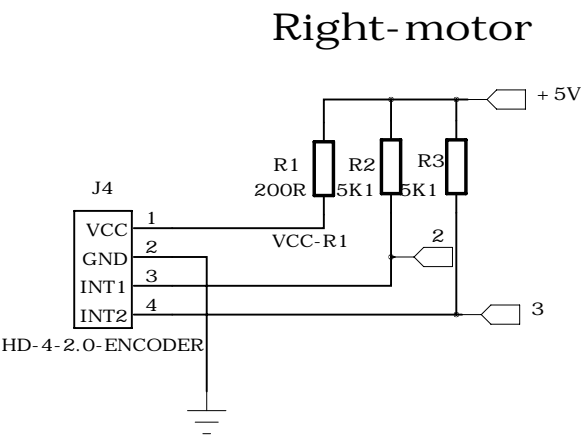 Right-motor
+5V
R1 R2 R3
200R 5K1 5K1
J4
VCC 1
GND 2
INT1 3
INT2 4
VCC-R1
2
3
HD-4-2.0-ENCODER